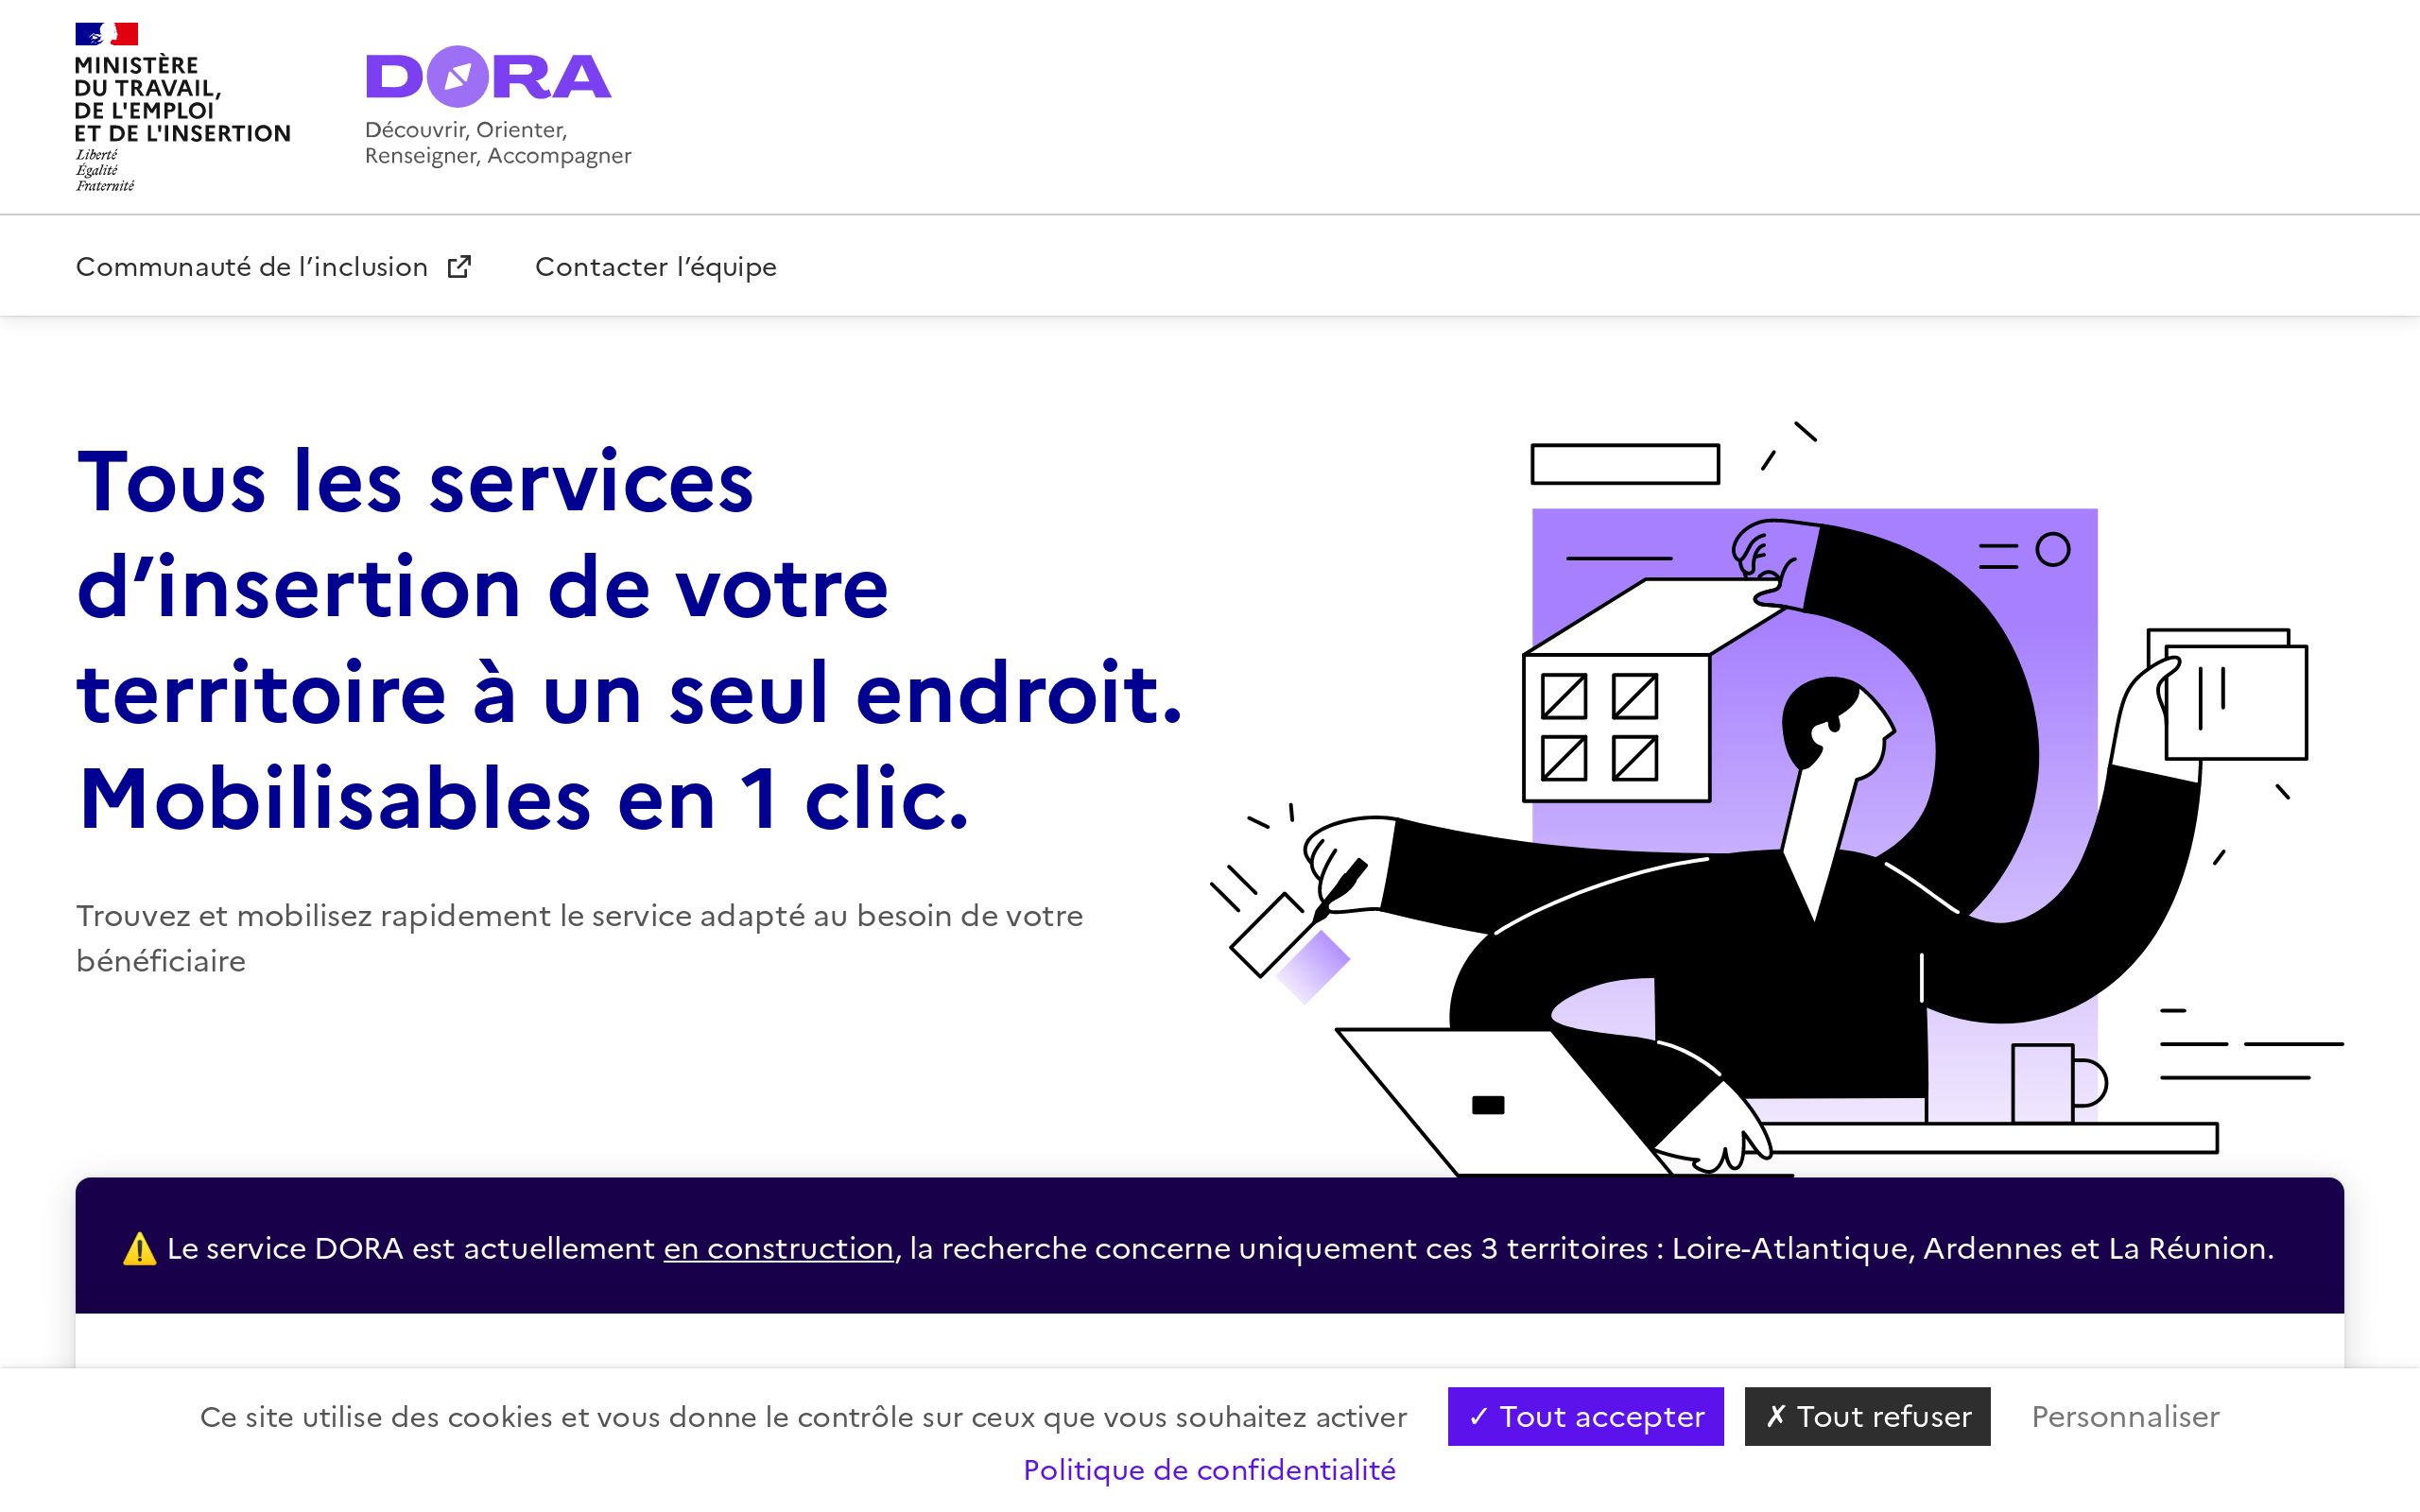 MINISTÈRE
DU TRAVAIL,
DE L'EMPLOI
ET DE L'INSERTION
Liberté
Égalité
Fraternité
DORA
Découvrir, Orienter,
Renseigner, Accompagner
Communauté de l’inclusion
Contacter l’équipe
Tous les services
d’insertion de votre
territoire à un seul endroit.
Mobilisables en 1 clic.
Trouvez et mobilisez rapidement le service adapté au besoin de votre
bénéficiaire
⚠️ Le service DORA est actuellement en construction, la recherche concerne uniquement ces 3 territoires : Loire-Atlantique, Ardennes et La Réunion.
Ce site utilise des cookies et vous donne le contrôle sur ceux que vous souhaitez activer
✓ Tout accepter
✗ Tout refuser
Personnaliser
Politique de confidentialité